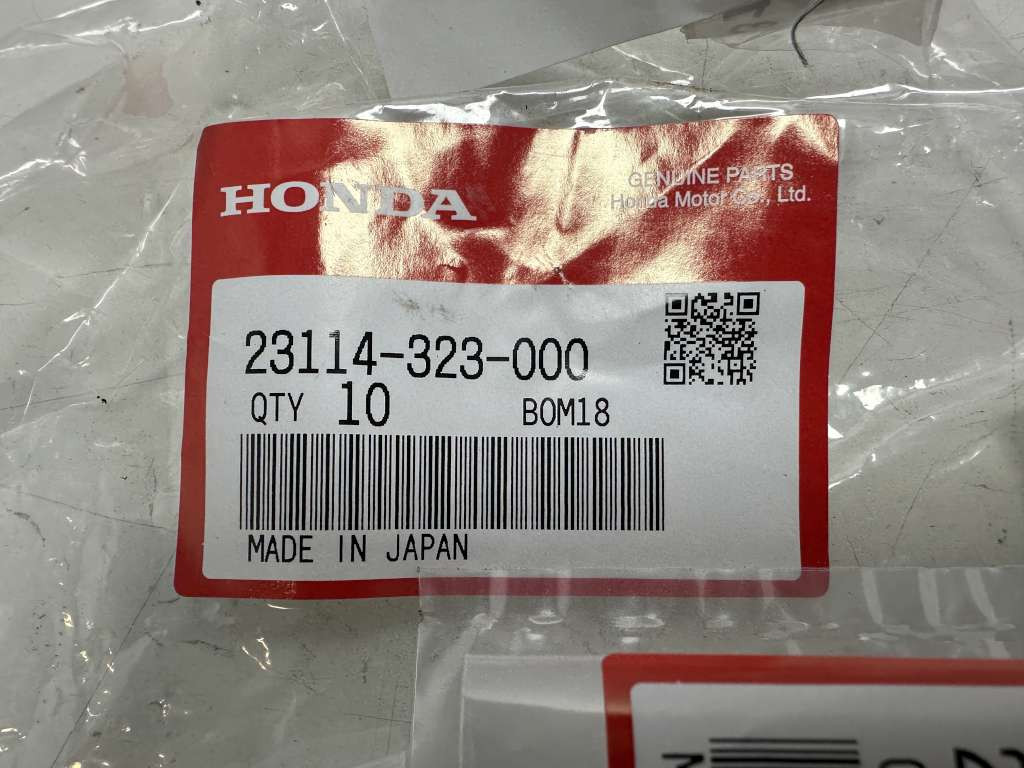 HONDA
GENUINE PARTS
Honda Motor Co., Ltd.
23114-323-000
QTY 10 BOM18
MADE IN JAPAN